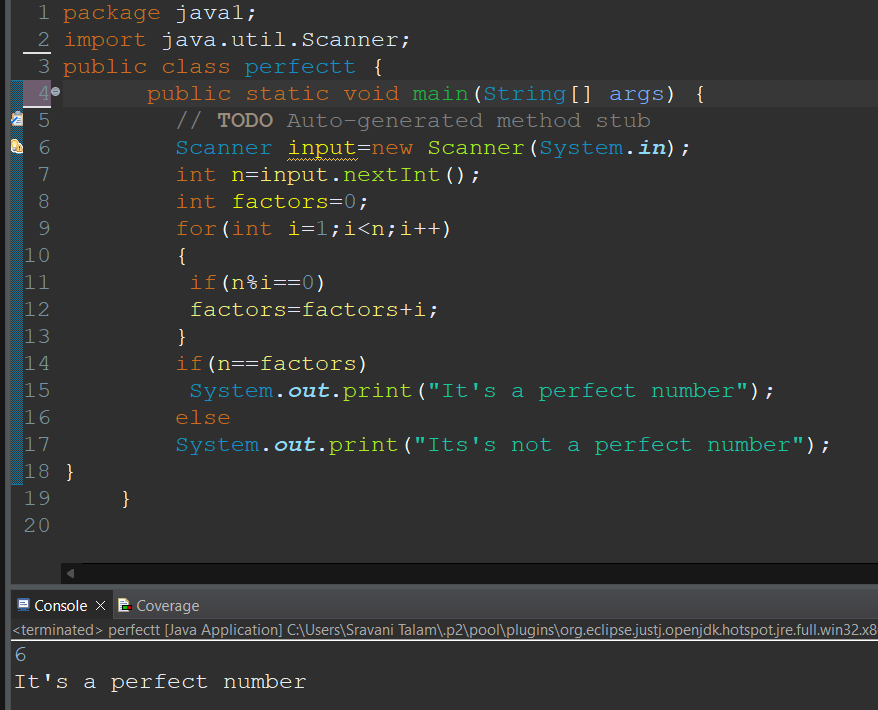 1 package java1;
2 import java.util.Scanner;
3 public class perfectt {
4 public static void main(String[] args) {
5 // TODO Auto-generated method stub
6 Scanner input=new Scanner(System.in);
7 int n=input.nextInt();
8 int factors=0;
9 for(int i=1;i<n;i++)
10 {
11 if(n%i==0)
12 factors=factors+i;
13 }
14 if(n==factors)
15 System.out.print("It's a perfect number");
16 else
17 System.out.print("Its's not a perfect number");
18 }
19 }
20
Console Coverage
<terminated> perfectt [Java Application] C:\Users\Sravani Talam\.p2\pool\plugins\org.eclipse.justj.openjdk.hotspot.jre.full.win32.x8
6
It's a perfect number